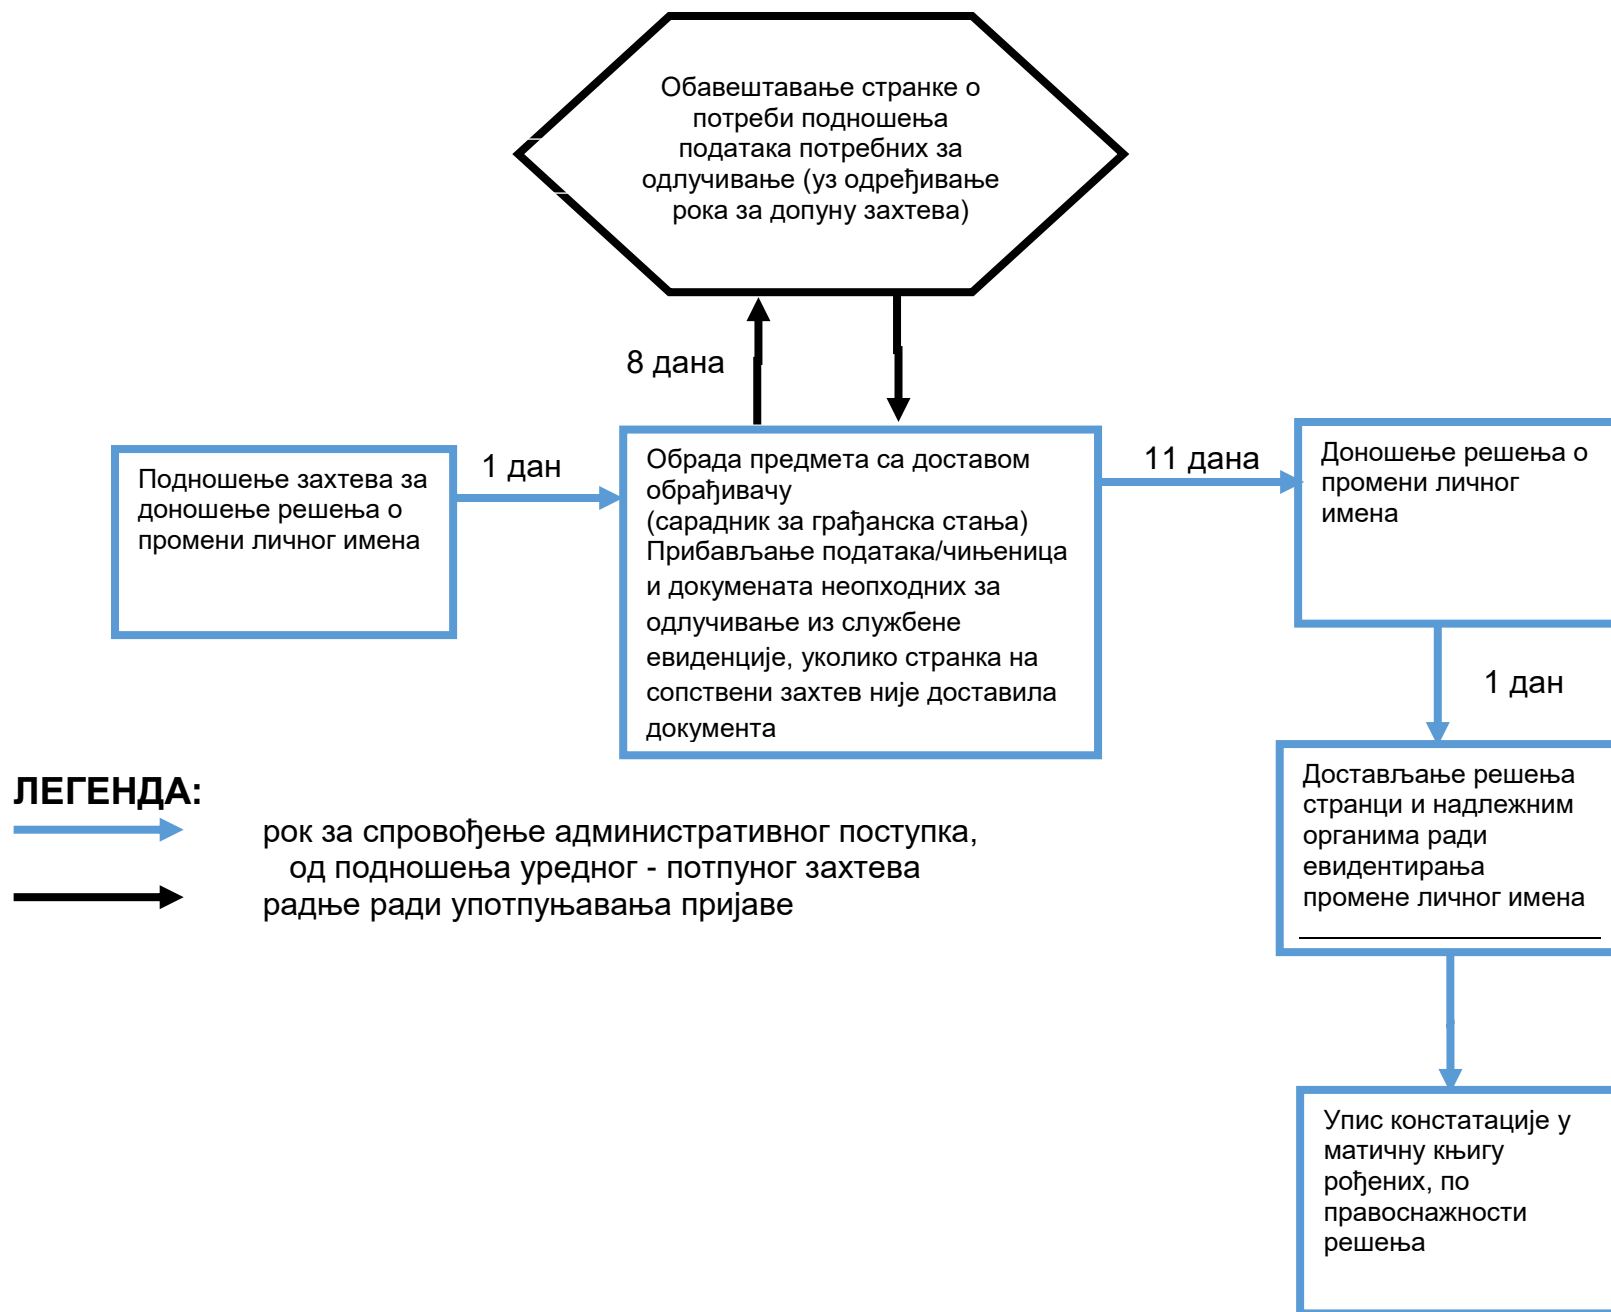 Обавештавање странке о
потреби подношења
података потребних за
одлучивање (уз одређивање
рока за допуну захтева)
8 дана
Подношење захтева за
доношење решења о
промени личног имена
1 дан
Обрада предмета са доставом
обрађивачу
(сарадник за грађанска стања)
Прибављање података/чињеница
и докумената неопходних за
одлучивање из службене
евиденције, уколико странка на
сопствени захтев није доставила
документа
11 дана
Доношење решења о
промени личног
имена
1 дан
Достављање решења
странци и надлежним
органима ради
евидентирања
промене личног имена
Упис констатације у
матичну књигу
рођених, по
правоснажности
решења
ЛЕГЕНДА:
рок за спровођење административног поступка,
од подношења уредног - потпуног захтева
радње ради употпуњавања пријаве